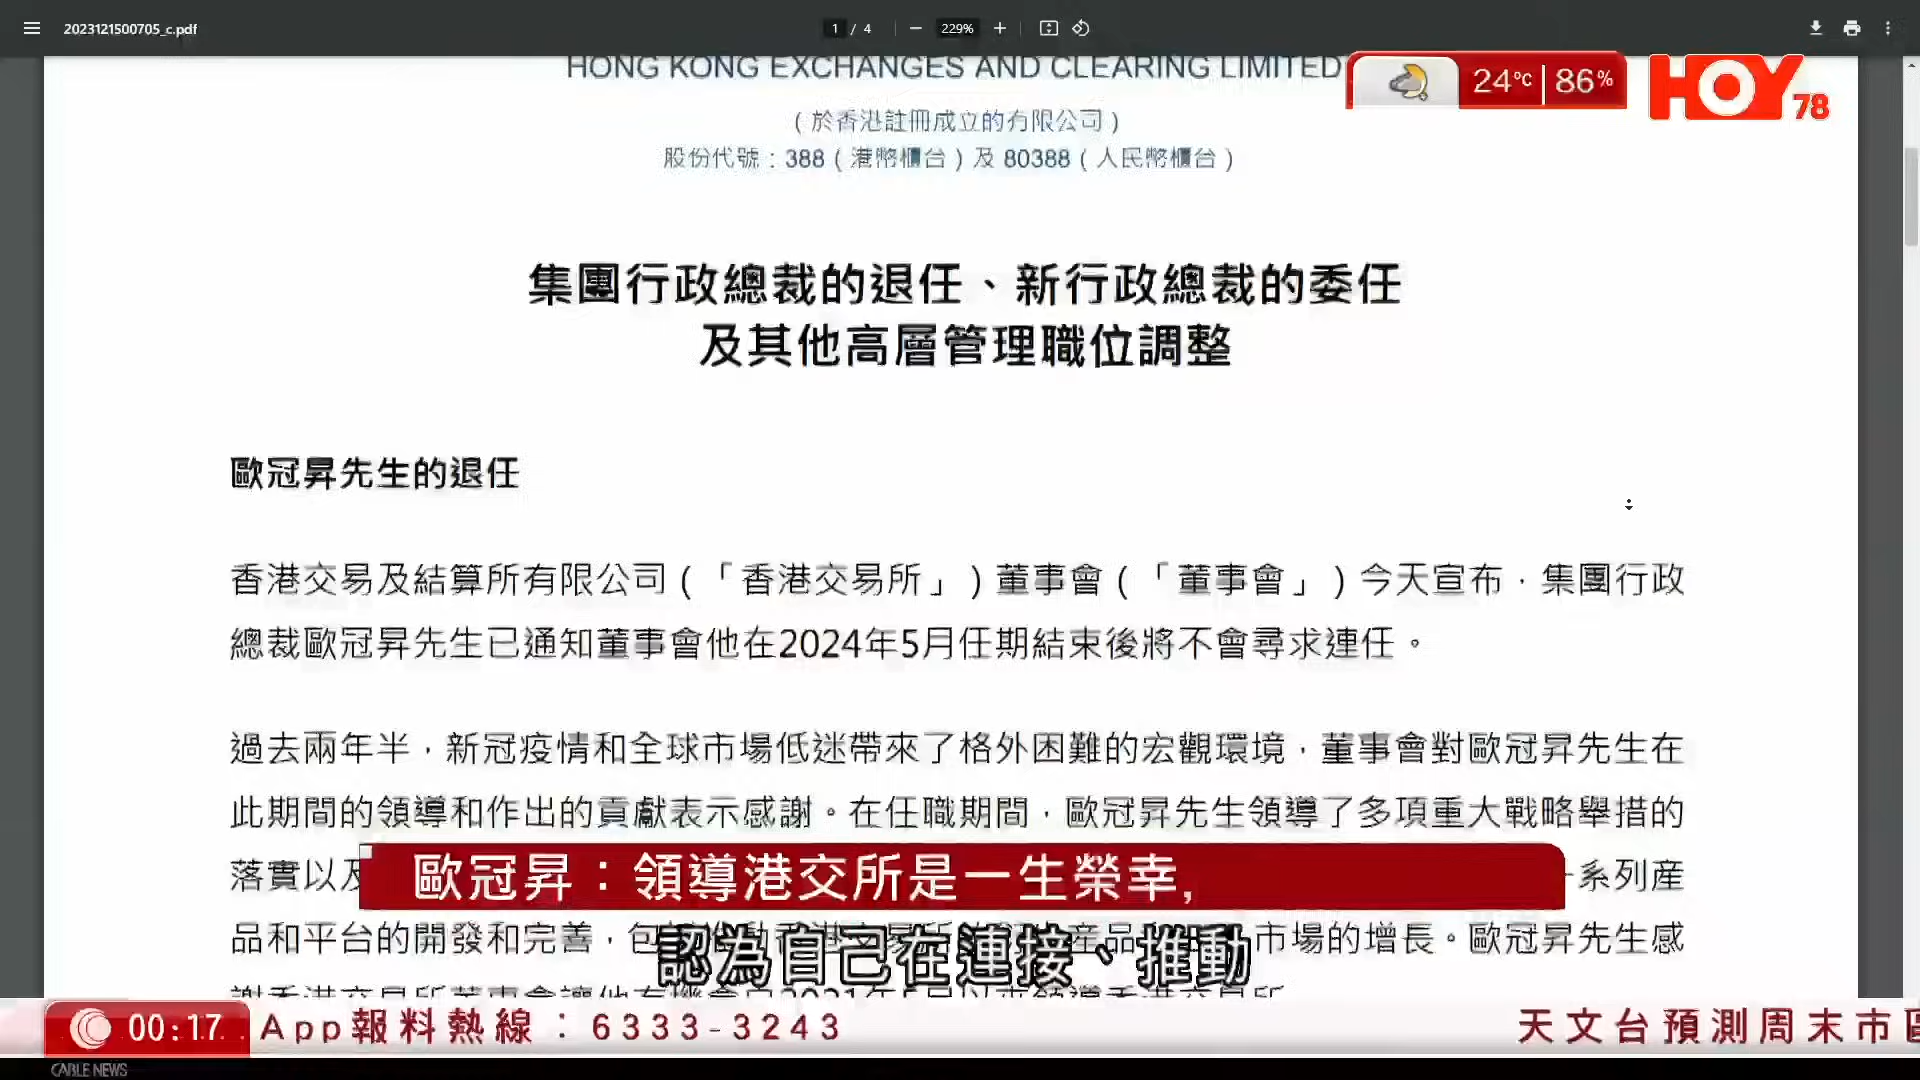 2023121500705_c.pdf
1 / 4
229%
HONG KONG EXCHANGES AND CLEARING LIMITED
24°C 86%
HOY 78
(於香港註冊成立的有限公司)
股份代號:388(港幣櫃台)及 80388(人民幣櫃台)
集團行政總裁的退任、新行政總裁的委任
及其他高層管理職位調整
歐冠昇先生的退任
香港交易及結算所有限公司(「香港交易所」)董事會(「董事會」)今天宣布,集團行政
總裁歐冠昇先生已通知董事會他在2024年5月任期結束後將不會尋求連任。
過去兩年半,新冠疫情和全球市場低迷帶來了格外困難的宏觀環境,董事會對歐冠昇先生在
此期間的領導和作出的貢獻表示感謝。在任職期間,歐冠昇先生領導了多項重大戰略舉措的
落實以及 系列産
歐冠昇:領導港交所是一生榮幸,
品和平台的開發和完善,包 市場的增長。歐冠昇先生感
認為自己在連接、推動
00:17
App報料熱線:6333-3243
天文台預測周末市區
CABLE NEWS